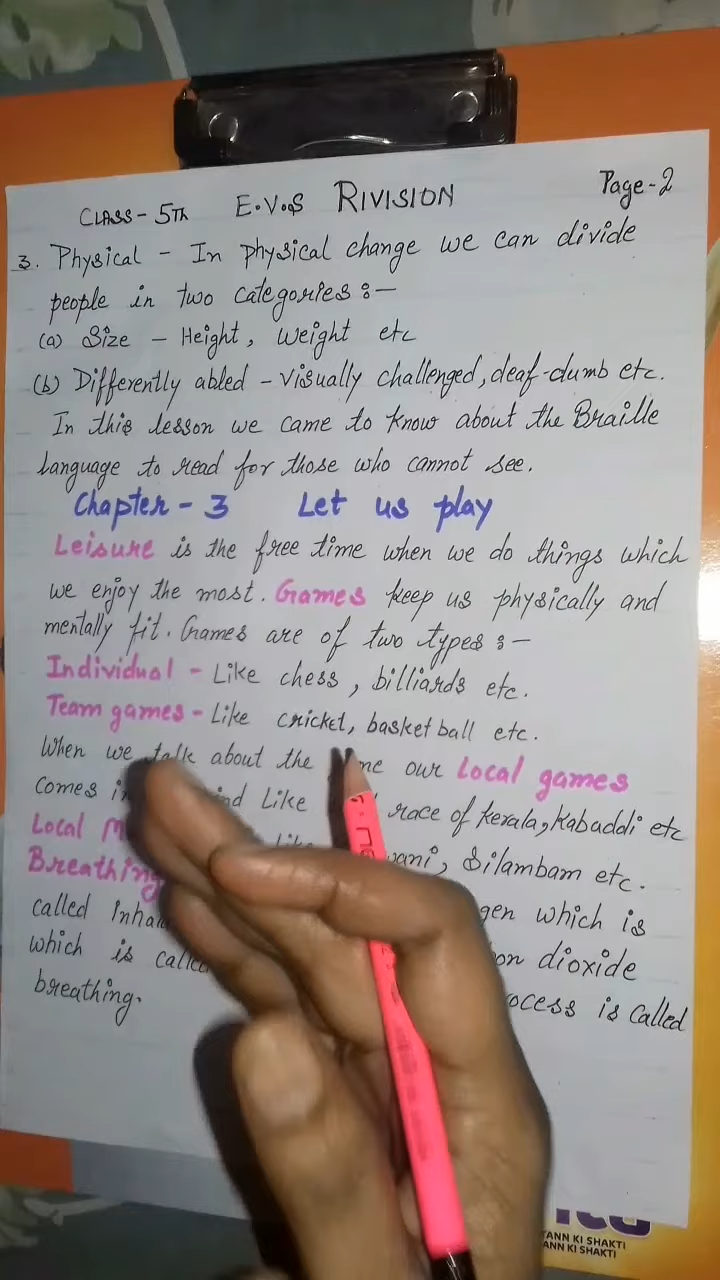 CLASS - 5TH E.V.S RIVISION Page-2
3. Physical - In physical change we can divide
people in two categories :-
(a) Size - Height, Weight etc
(b) Differently abled - visually challenged, deaf-dumb etc.
In this lesson we came to know about the Braille
language to read for those who cannot see.
Chapter - 3 Let us play
Leisure is the free time when we do things which
we enjoy the most. Games keep us physically and
mentally fit. Games are of two types :-
Individual - Like chess, billiards etc.
Team games - Like cricket, basket ball etc.
When we talk about the our Local games
Comes Like race of Kerala, Kabaddi etc
Local Silambam etc.
Breathing which is
called
which is dioxide
breathing. is called
TANN KI SHAKTI
MANN KI SHAKTI